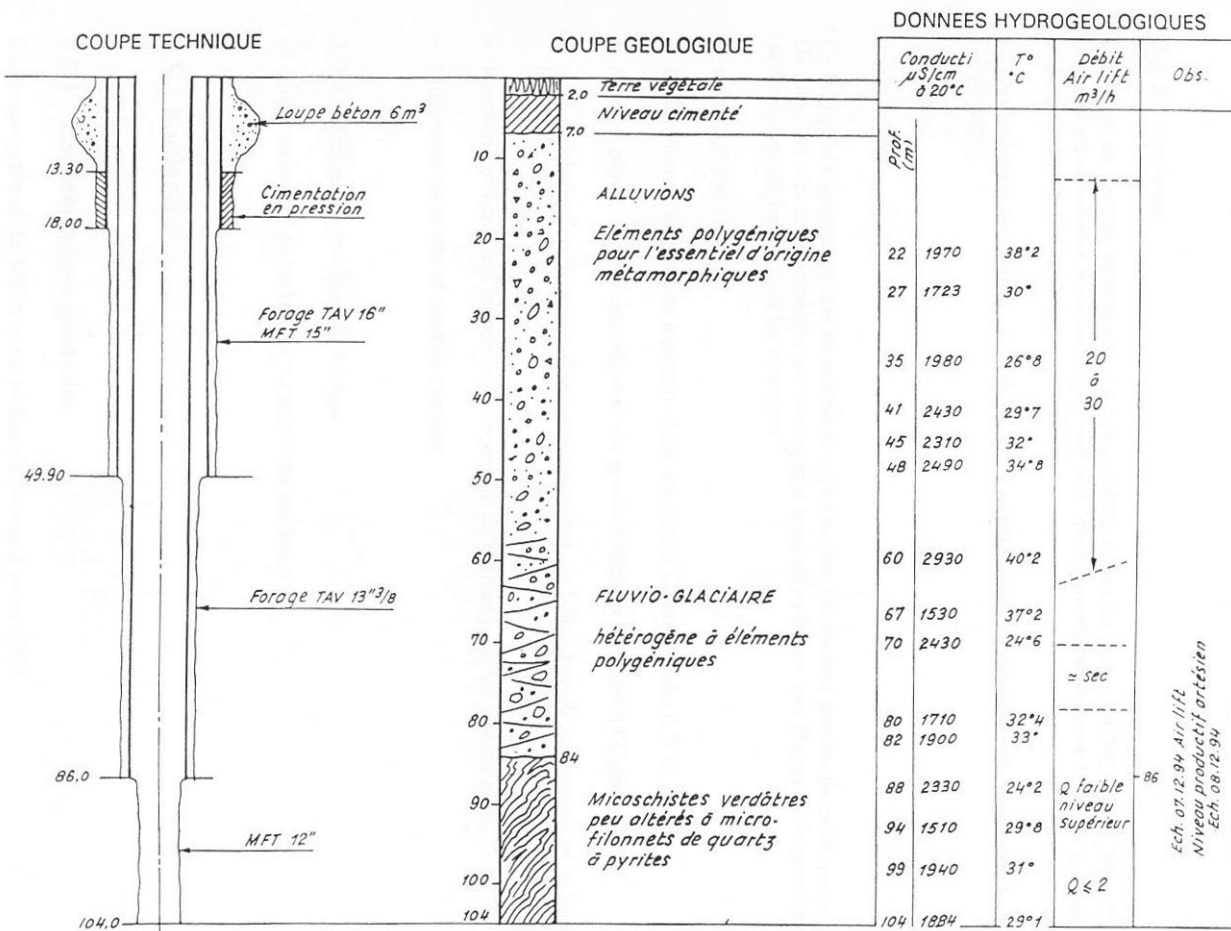 COUPE TECHNIQUE
Loupe béton 6m³
13.30
Cimentation
en pression
18,00
Forage TAV 16"
MFT 15"
49.90
Forage TAV 13"3/8
86,0
MFT 12"
104,0
COUPE GEOLOGIQUE
Terre végétale
2.0
Niveau cimenté
7.0
10
ALLUVIONS
20
Eléments polygéniques
pour l'essentiel d'origine
métamorphiques
30
40
50
60
FLUVIO-GLACIAIRE
70
hétérogène à éléments
polygéniques
80
84
90
Micaschistes verdâtres
peu altérés à micro-
filonnets de quartz
à pyrites
100
104
DONNEES HYDROGEOLOGIQUES
Conducti
µS/cm
à 20°C
T°
°C
Débit
Air lift
m³/h
Obs.
Prof.
(m)
22 1970 38°2
27 1723 30°
35 1980 26°8
20
à
30
41 2430 29°7
45 2310 32°
48 2490 34°8
60 2930 40°2
67 1530 37°2
70 2430 24°6
≃ sec
80 1710 32°4
82 1900 33°
88 2330 24°2
94 1510 29°8
Q faible
niveau
supérieur
86
99 1940 31°
Q ⩽ 2
104 1884 29°1
Ech. 07.12.94 Air lift
Niveau productif artésien
Ech. 08.12.94